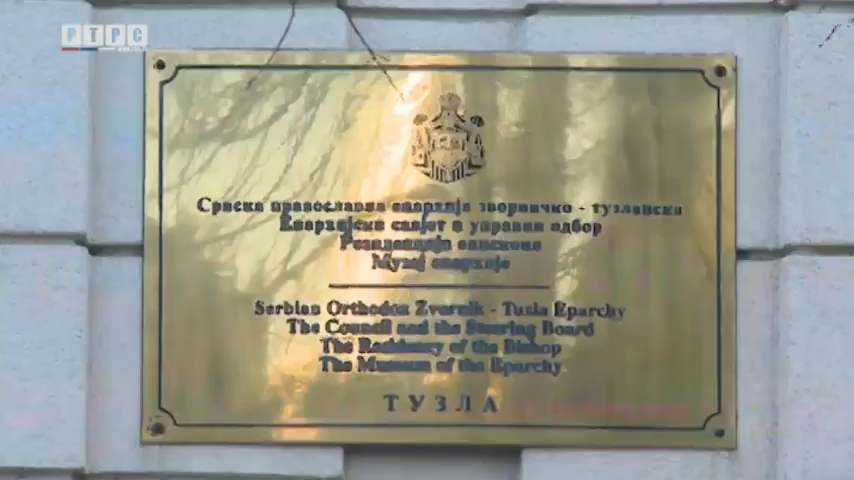 РТРС
Српска православна епархија зворничко - тузланска
Епархијски савјет и управни одбор
Резиденција епископа
Музеј епархије
Serbian Orthodox Zvornik - Tuzla Eparchy
The Council and the Steering Board
The Residency of the Bishop
The Museum of the Eparchy
ТУЗЛА